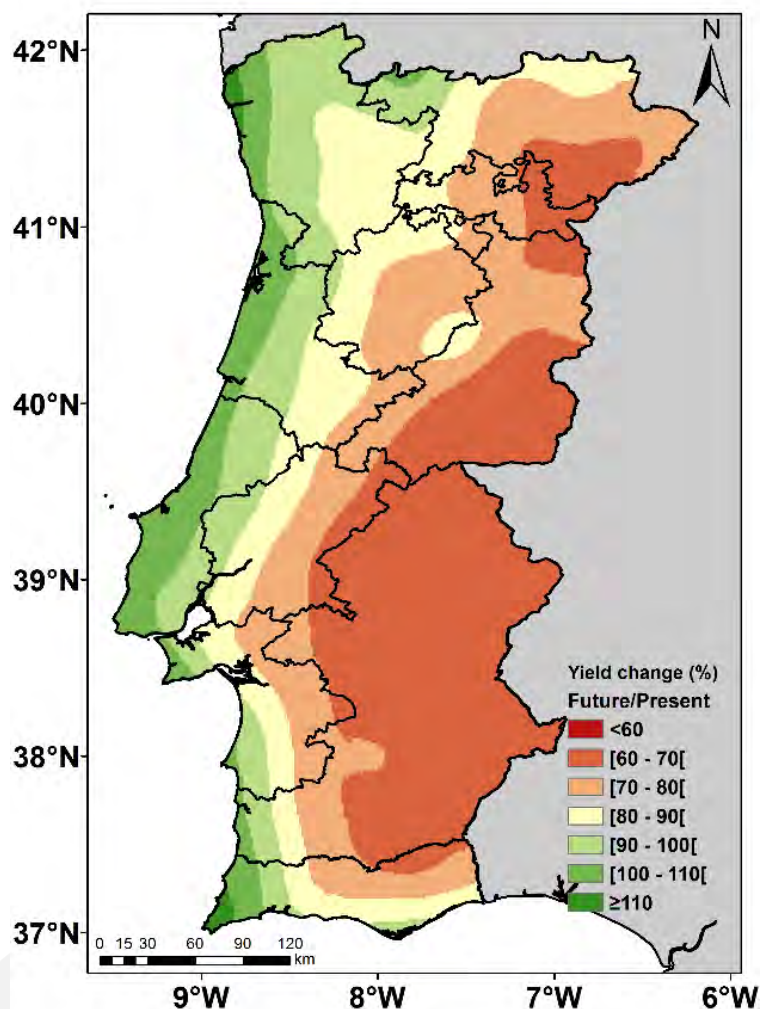 42°N
41°N
40°N
39°N
38°N
37°N
N
Yield change (%)
Future/Present
<60
[60 - 70[
[70 - 80[
[80 - 90[
[90 - 100[
[100 - 110[
≥110
0 15 30 60 90 120
km
9°W 8°W 7°W 6°W